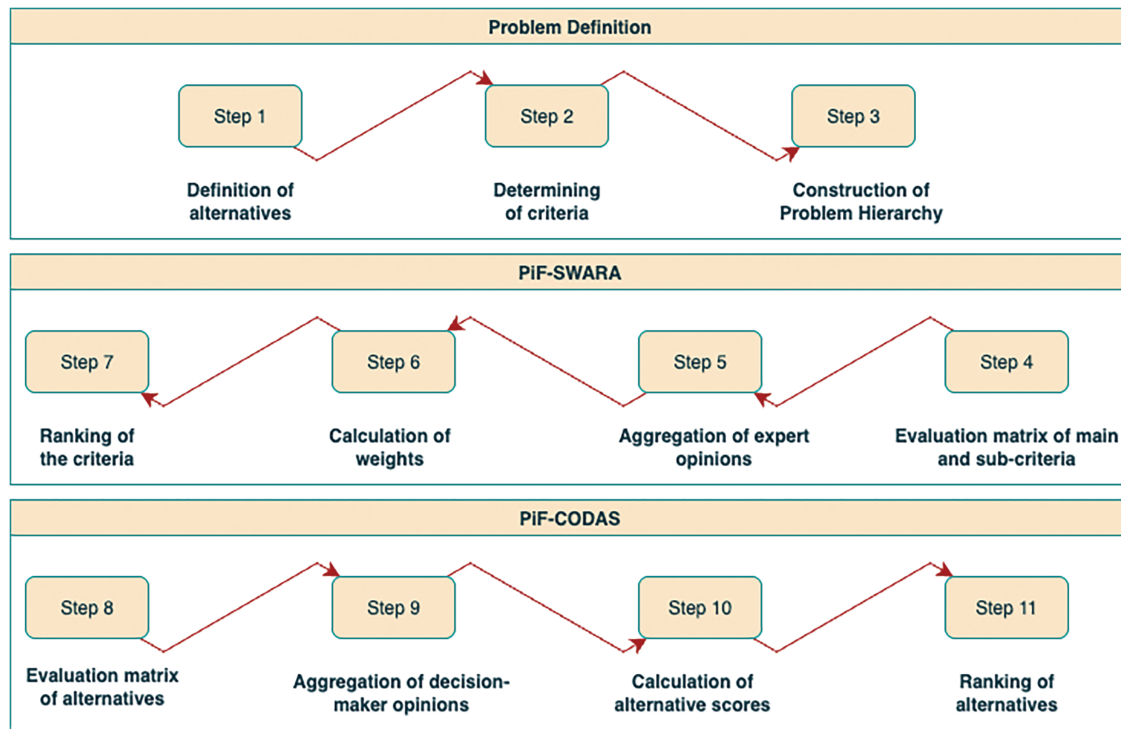 Problem Definition
Step 1
Step 2
Step 3
Definition of
alternatives
Determining
of criteria
Construction of
Problem Hierarchy
PiF-SWARA
Step 7
Step 6
Step 5
Step 4
Ranking of
the criteria
Calculation of
weights
Aggregation of expert
opinions
Evaluation matrix of main
and sub-criteria
PiF-CODAS
Step 8
Step 9
Step 10
Step 11
Evaluation matrix
of alternatives
Aggregation of decision-
maker opinions
Calculation of
alternative scores
Ranking of
alternatives